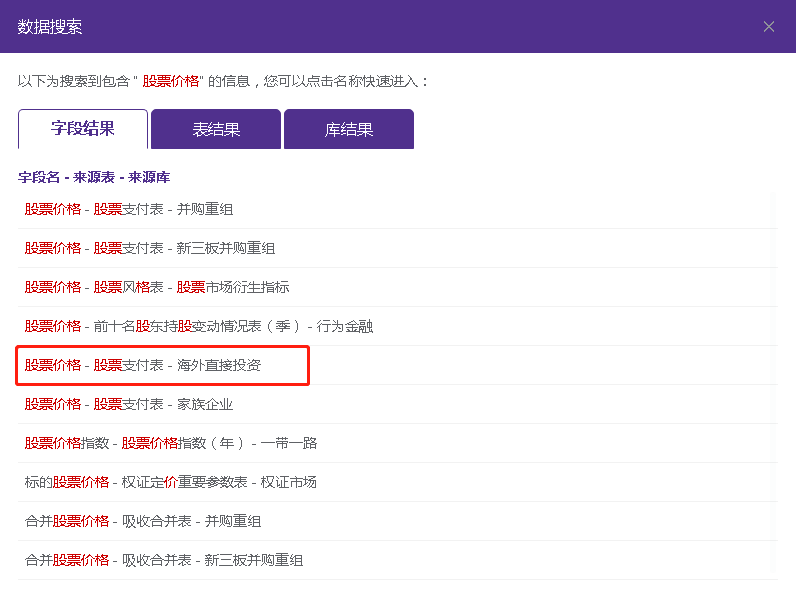 数据搜索
以下为搜索到包含 "股票价格" 的信息，您可以点击名称快速进入：
字段结果 表结果 库结果
字段名 - 来源表 - 来源库
股票价格 - 股票支付表 - 并购重组
股票价格 - 股票支付表 - 新三板并购重组
股票价格 - 股票风格表 - 股票市场衍生指标
股票价格 - 前十名股东持股变动情况表（季） - 行为金融
股票价格 - 股票支付表 - 海外直接投资
股票价格 - 股票支付表 - 家族企业
股票价格指数 - 股票价格指数（年） - 一带一路
标的股票价格 - 权证定价重要参数表 - 权证市场
合并股票价格 - 吸收合并表 - 并购重组
合并股票价格 - 吸收合并表 - 新三板并购重组